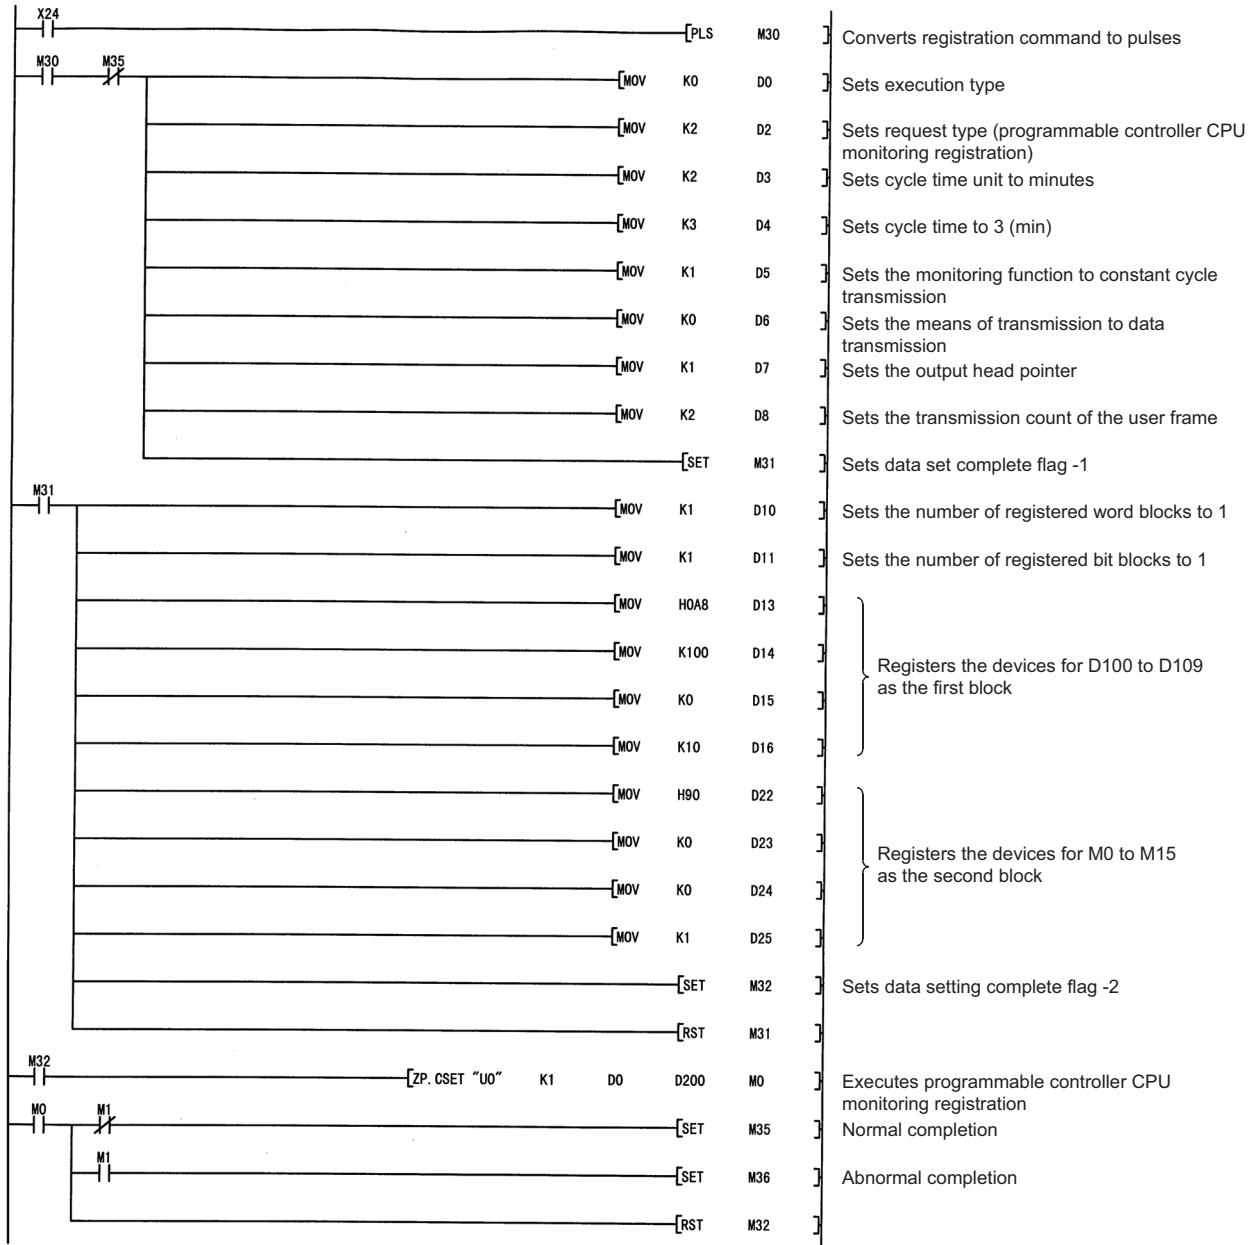 X24
[PLS M30 ] Converts registration command to pulses
M30 M35
[MOV K0 D0 ] Sets execution type
[MOV K2 D2 ] Sets request type (programmable controller CPU
monitoring registration)
[MOV K2 D3 ] Sets cycle time unit to minutes
[MOV K3 D4 ] Sets cycle time to 3 (min)
[MOV K1 D5 ] Sets the monitoring function to constant cycle
transmission
[MOV K0 D6 ] Sets the means of transmission to data
transmission
[MOV K1 D7 ] Sets the output head pointer
[MOV K2 D8 ] Sets the transmission count of the user frame
[SET M31 ] Sets data set complete flag -1
M31
[MOV K1 D10 ] Sets the number of registered word blocks to 1
[MOV K1 D11 ] Sets the number of registered bit blocks to 1
[MOV H0A8 D13 ]
[MOV K100 D14 ]
Registers the devices for D100 to D109
as the first block
[MOV K0 D15 ]
[MOV K10 D16 ]
[MOV H90 D22 ]
[MOV K0 D23 ]
Registers the devices for M0 to M15
as the second block
[MOV K0 D24 ]
[MOV K1 D25 ]
[SET M32 ] Sets data setting complete flag -2
[RST M31 ]
M32
[ZP.CSET "U0" K1 D0 D200 M0 ] Executes programmable controller CPU
monitoring registration
M0 M1
[SET M35 ] Normal completion
M1
[SET M36 ] Abnormal completion
[RST M32 ]